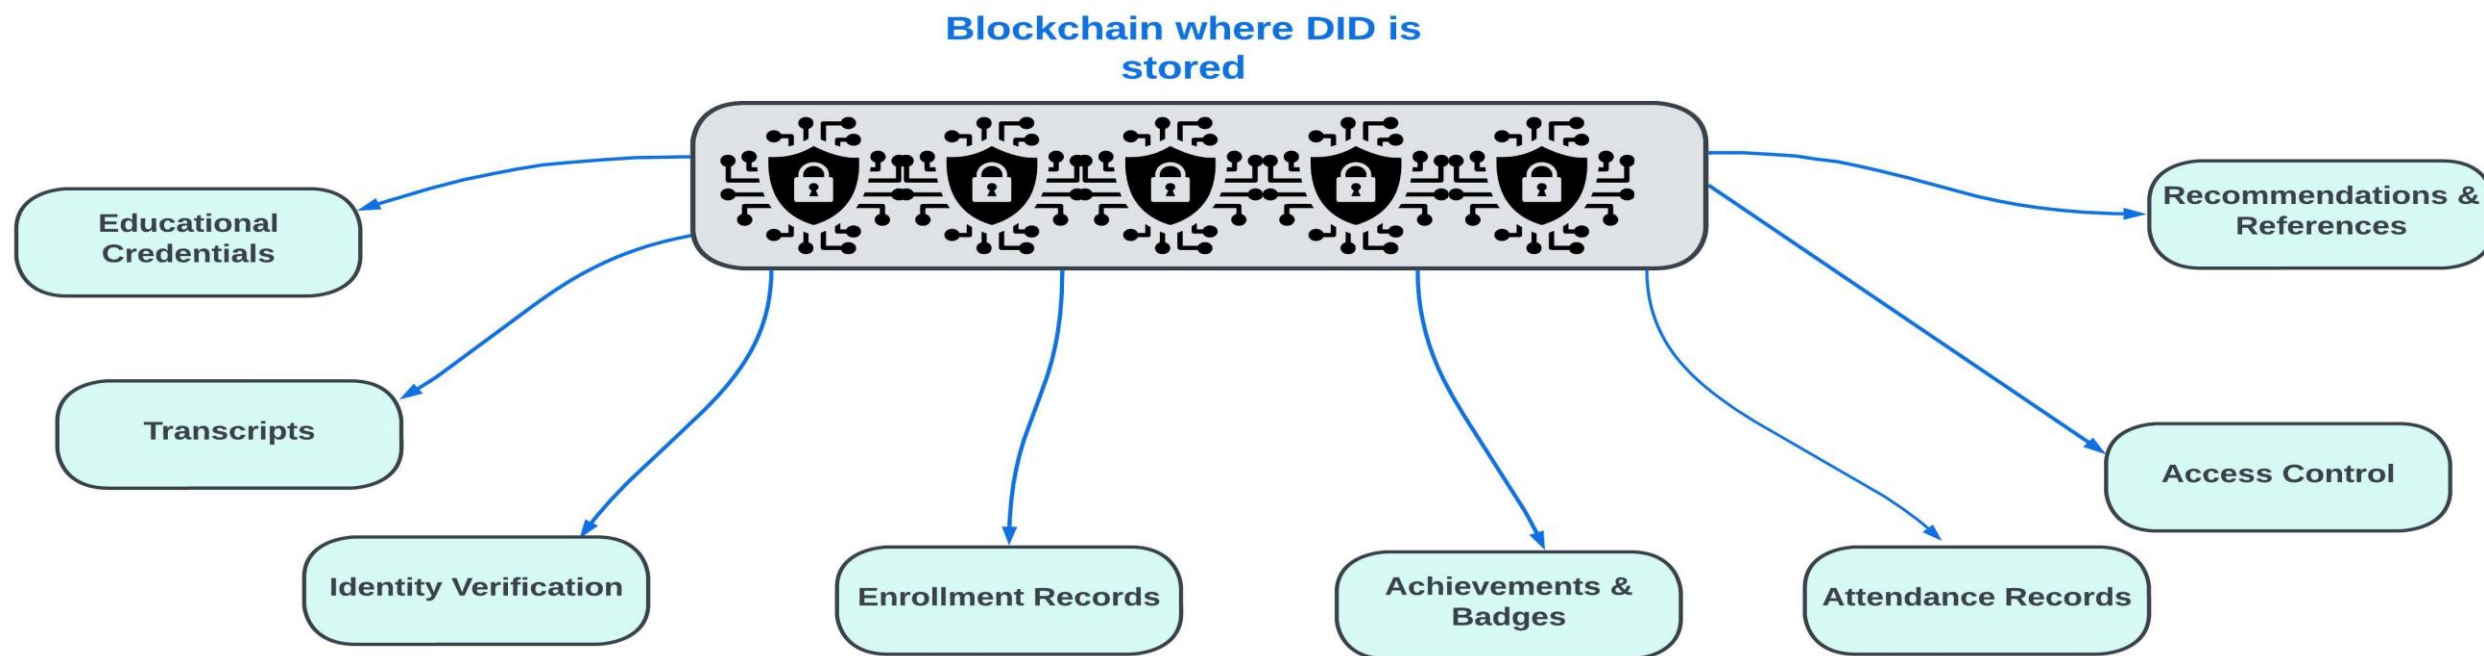 Blockchain where DID is
stored
Educational
Credentials
Recommendations &
References
Transcripts
Access Control
Identity Verification
Enrollment Records
Achievements &
Badges
Attendance Records